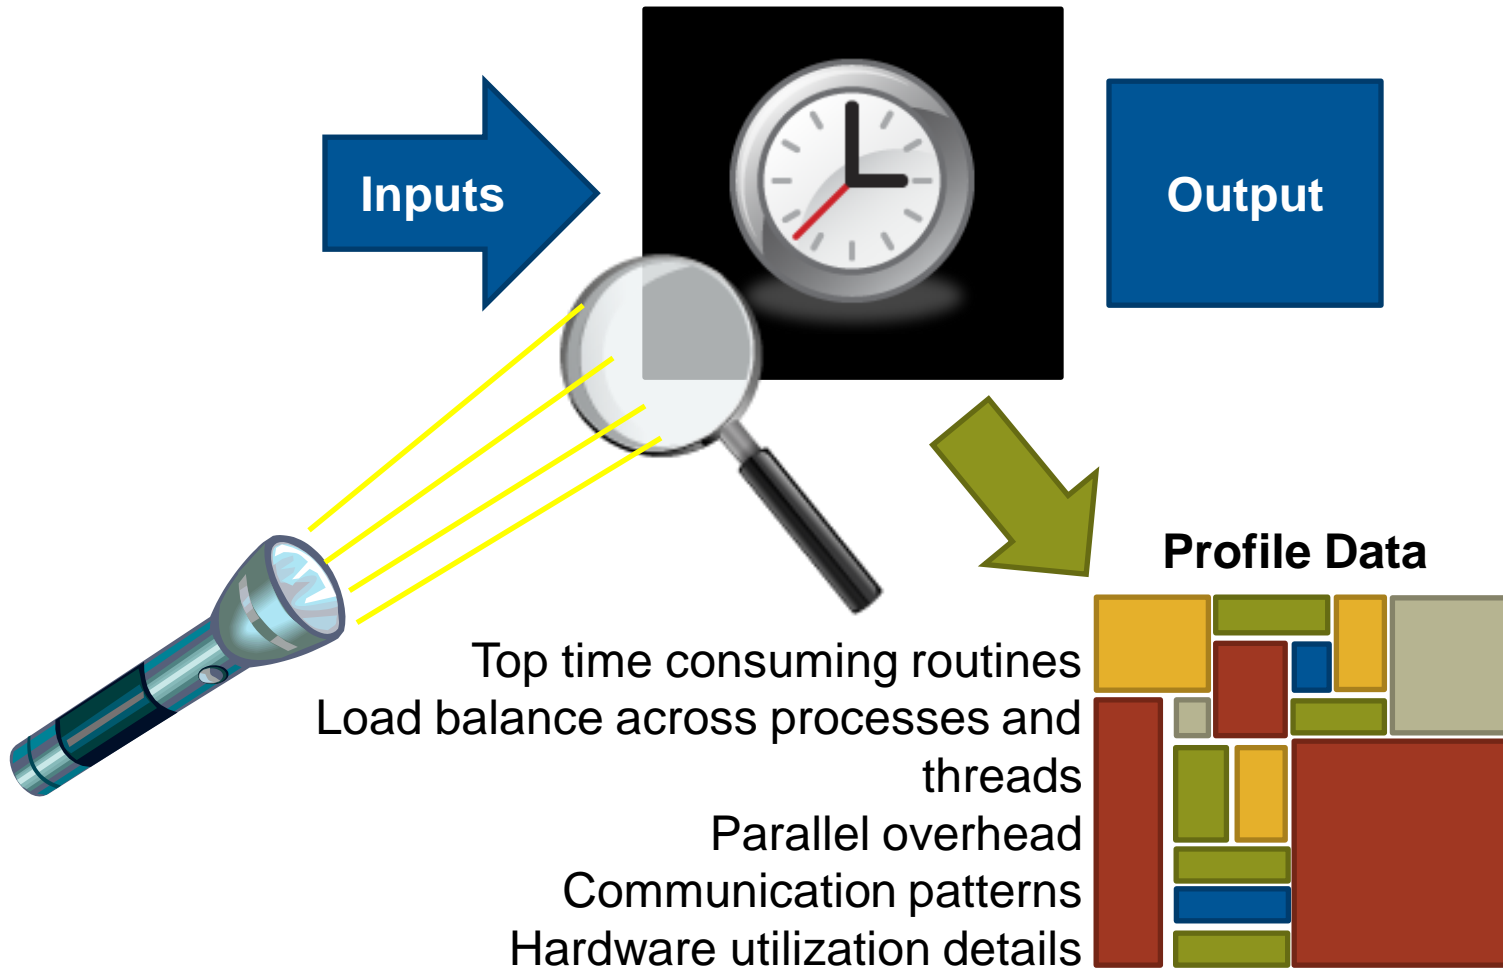 Inputs
Output
Profile Data
Top time consuming routines
Load balance across processes and
threads
Parallel overhead
Communication patterns
Hardware utilization details